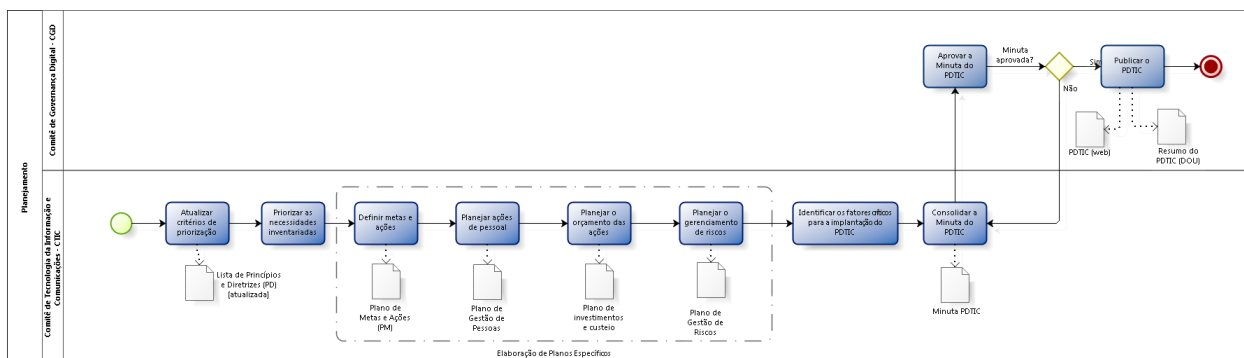 Planejamento
Comitê de Governança Digital - CGD
Aprovar a
Minuta do
PDTIC
Minuta
aprovada?
Sim
Não
Publicar o
PDTIC
PDTIC (web)
Resumo do
PDTIC (DOU)
Comitê de Tecnologia da Informação e
Comunicações - CTIC
Atualizar
critérios de
priorização
Lista de Princípios
e Diretrizes (PD)
[atualizada]
Priorizar as
necessidades
inventariadas
Definir metas e
ações
Plano de
Metas e Ações
(PM)
Planejar ações
de pessoal
Plano de
Gestão de
Pessoas
Planejar o
orçamento das
ações
Plano de
investimentos
e custeio
Planejar o
gerenciamento
de riscos
Plano de
Gestão de
Riscos
Elaboração de Planos Específicos
Identificar os fatores críticos
para a implantação do
PDTIC
Consolidar a
Minuta do
PDTIC
Minuta PDTIC